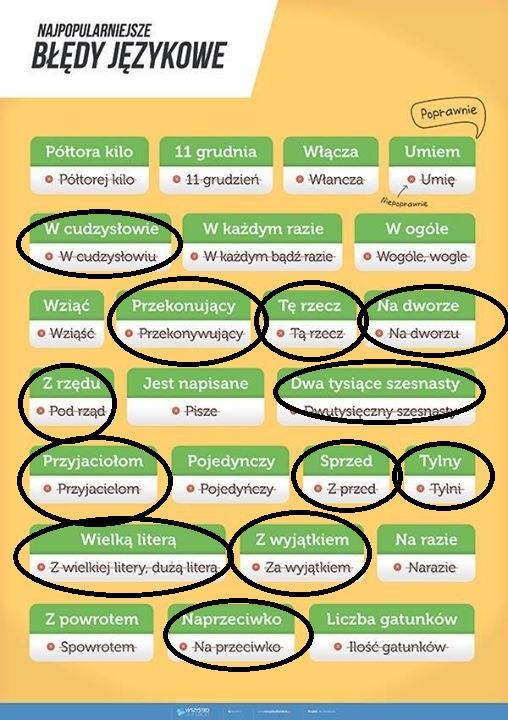 NAJPOPULARNIEJSZE
BŁĘDY JĘZYKOWE
Poprawnie
Półtora kilo
Półtorej kilo
11 grudnia
11 grudzień
Włącza
Włancza
Umiem
Umię
Niepoprawnie
W cudzysłowie
W cudzysłowiu
W każdym razie
W każdym bądź razie
W ogóle
Wogóle, wogle
Wziąć
Wziąść
Przekonujący
Przekonywujący
Tę rzecz
Tą rzecz
Na dworze
Na dworzu
Z rzędu
Pod rząd
Jest napisane
Pisze
Dwa tysiące szesnasty
Dwutysięczny szesnasty
Przyjaciołom
Przyjacielom
Pojedynczy
Pojedyńczy
Sprzed
Z przed
Tylny
Tylni
Wielką literą
Z wielkiej litery, dużą literą
Z wyjątkiem
Za wyjątkiem
Na razie
Narazie
Z powrotem
Spowrotem
Naprzeciwko
Na przeciwko
Liczba gatunków
Ilość gatunków